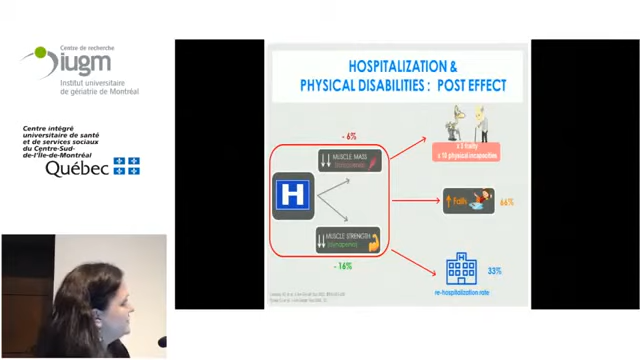 Centre de recherche
iugm
Institut universitaire
de gériatrie de Montréal
Centre intégré
universitaire de santé
et de services sociaux
du Centre-Sud-
de-l'Île-de-Montréal
Québec
HOSPITALIZATION &
PHYSICAL DISABILITIES : POST EFFECT
- 6%
MUSCLE MASS
H
MUSCLE STRENGTH
- 16%
x 10 physical incapacities
Falls
66%
33%
re-hospitalization rate